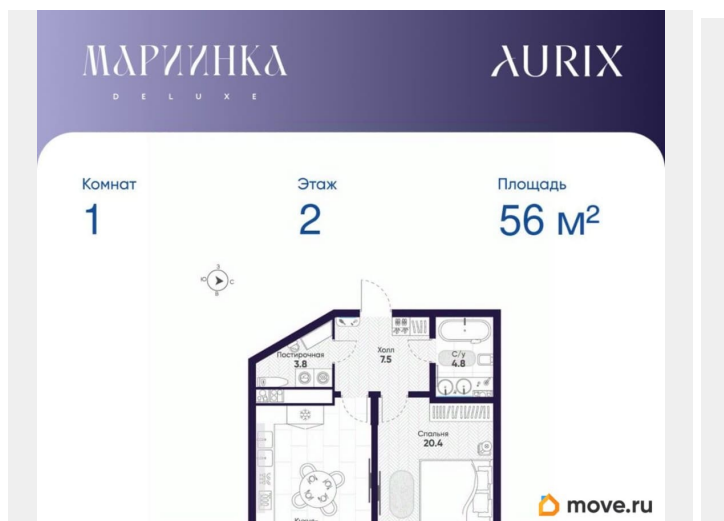 МАРИИНКА
DELUXE
AURIX
Комнат
1
Этаж
2
Площадь
56 м²
З
Ю
С
В
Постирочная
3.8
Холл
7.5
С/у
4.8
Спальня
20.4
move.ru